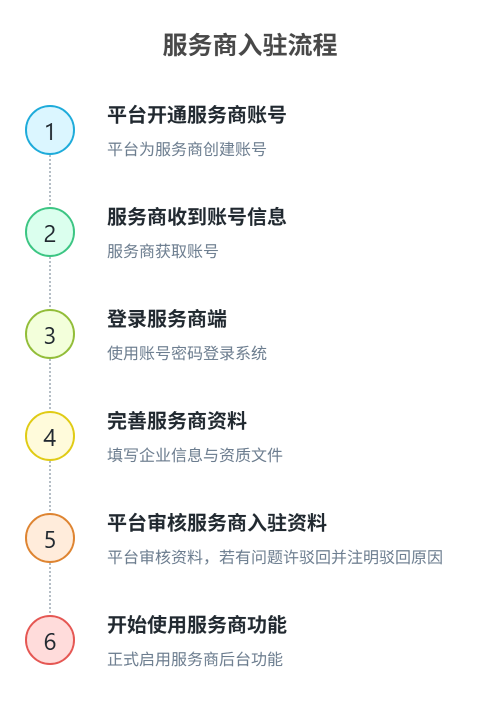 服务商入驻流程
1
平台开通服务商账号
平台为服务商创建账号
2
服务商收到账号信息
服务商获取账号
3
登录服务商端
使用账号密码登录系统
4
完善服务商资料
填写企业信息与资质文件
5
平台审核服务商入驻资料
平台审核资料，若有问题许驳回并注明驳回原因
6
开始使用服务商功能
正式启用服务商后台功能